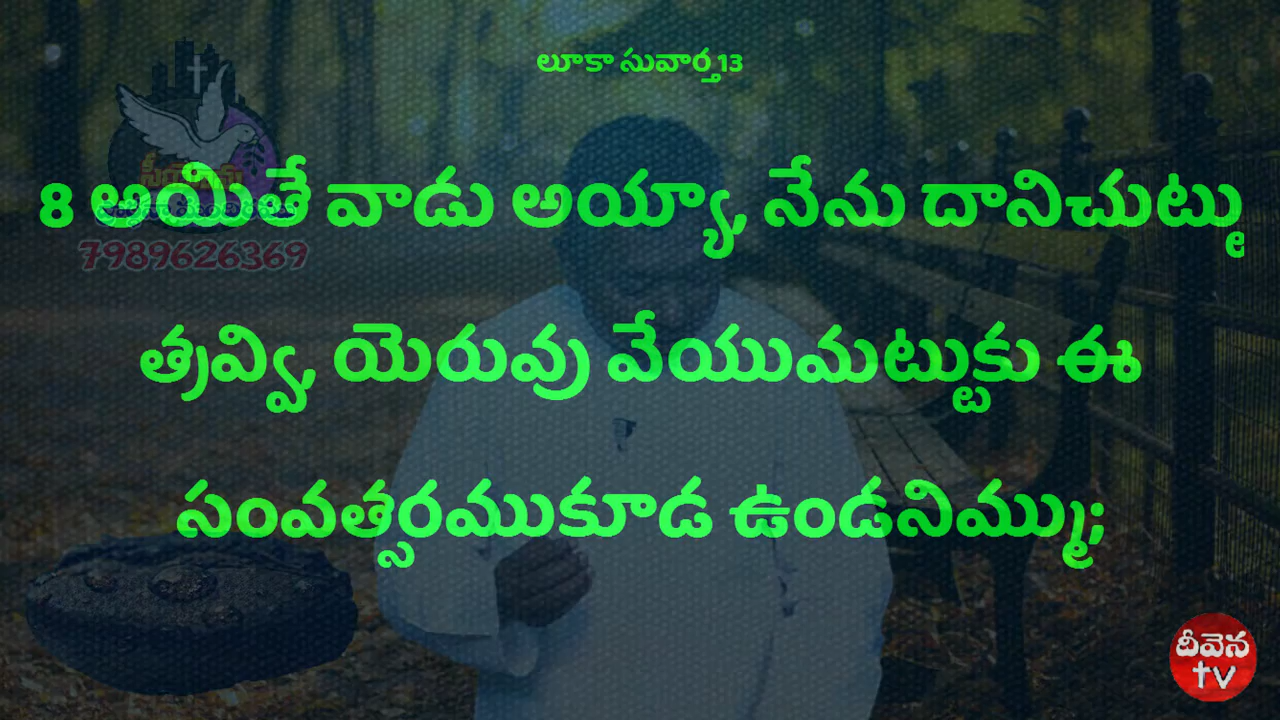 లూకా సువార్త 13
8 అయితే వాడు అయ్యా, నేను దానిచుట్టు
త్రవ్వి, యెరువు వేయుమట్టుకు ఈ
సంవత్సరముకూడ ఉండనిమ్ము;
7989626369
దీవెన
TV